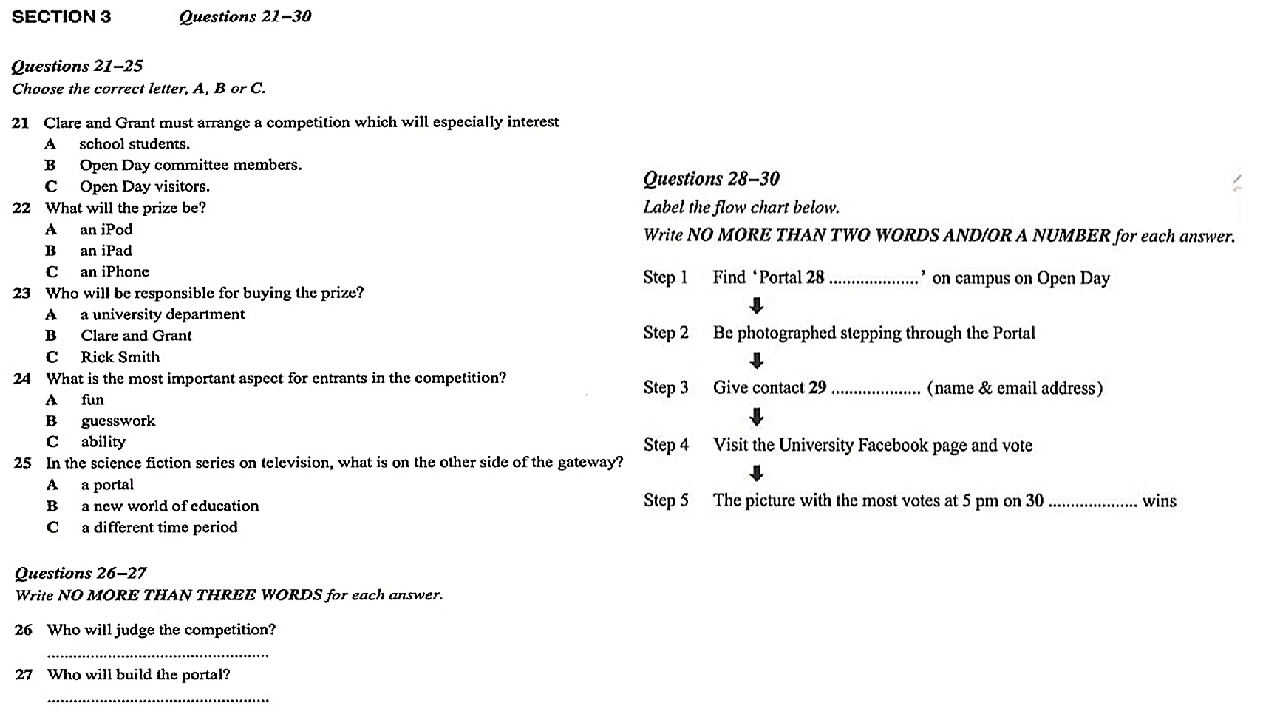 SECTION 3 Questions 21–30
Questions 21–25
Choose the correct letter, A, B or C.
21 Clare and Grant must arrange a competition which will especially interest
A school students.
B Open Day committee members.
C Open Day visitors.
22 What will the prize be?
A an iPod
B an iPad
C an iPhone
23 Who will be responsible for buying the prize?
A a university department
B Clare and Grant
C Rick Smith
24 What is the most important aspect for entrants in the competition?
A fun
B guesswork
C ability
25 In the science fiction series on television, what is on the other side of the gateway?
A a portal
B a new world of education
C a different time period
Questions 26–27
Write NO MORE THAN THREE WORDS for each answer.
26 Who will judge the competition?
..................................................
27 Who will build the portal?
..................................................
Questions 28–30
Label the flow chart below.
Write NO MORE THAN TWO WORDS AND/OR A NUMBER for each answer.
Step 1 Find ‘Portal 28 ....................’ on campus on Open Day
Step 2 Be photographed stepping through the Portal
Step 3 Give contact 29 .................... (name & email address)
Step 4 Visit the University Facebook page and vote
Step 5 The picture with the most votes at 5 pm on 30 .................... wins